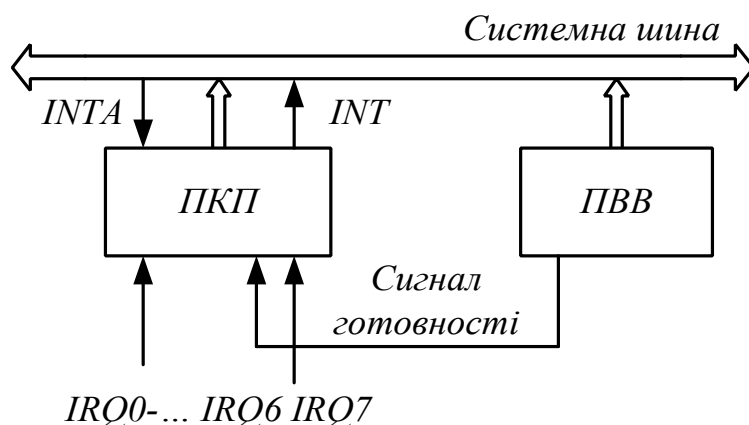 Системна шина
INTA
INT
ПКП
ПВВ
Сигнал
готовності
IRQ0-... IRQ6 IRQ7